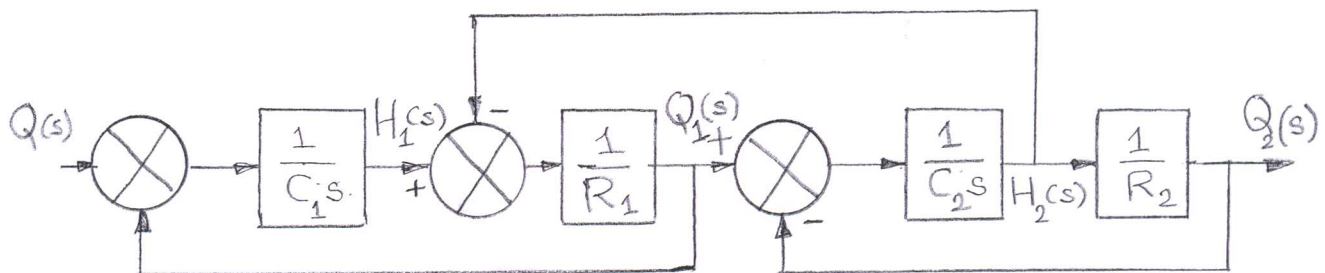 Q(s)
1
C₁s
H₁(s)
+
-
1
R₁
Q₁(s)
+
-
1
C₂s
H₂(s)
1
R₂
Q₂(s)